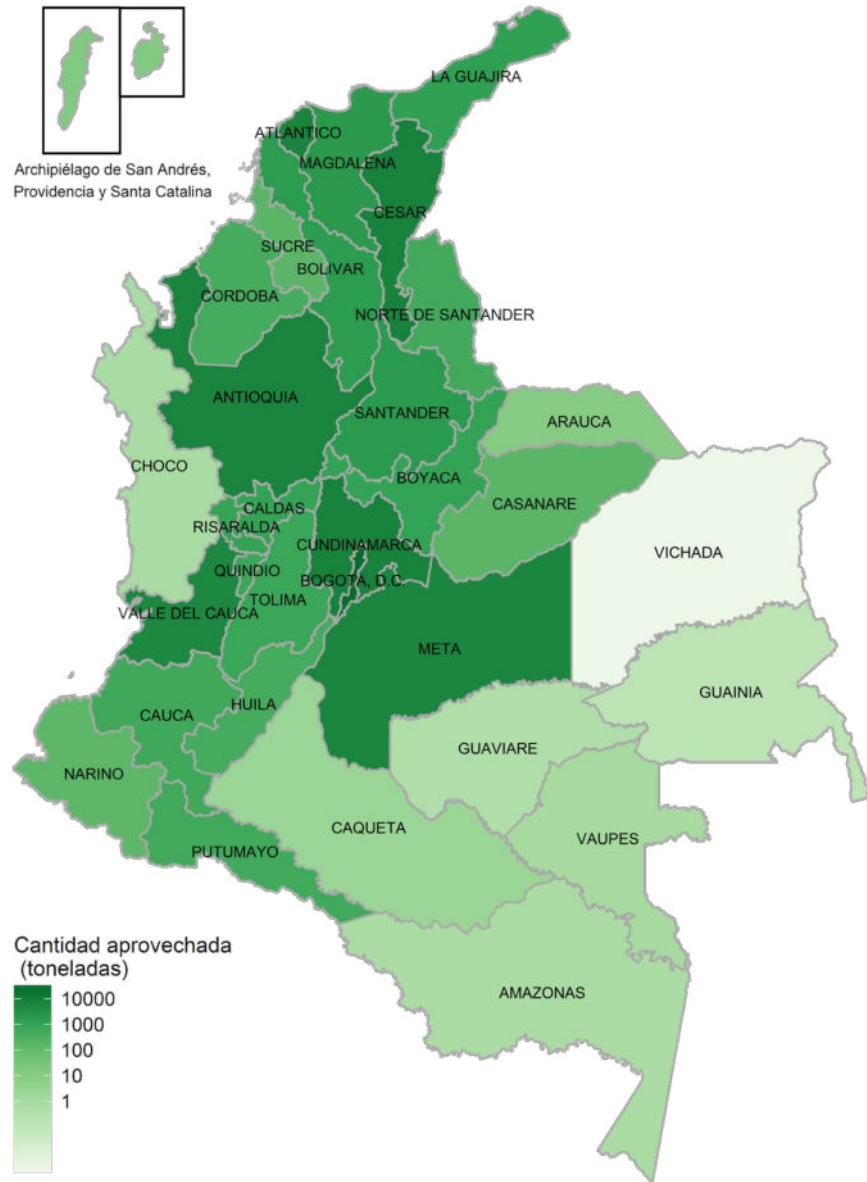 LA GUAJIRA
ATLANTICO
MAGDALENA
Archipiélago de San Andrés,
Providencia y Santa Catalina
CESAR
SUCRE
BOLIVAR
CORDOBA
NORTE DE SANTANDER
ANTIOQUIA
SANTANDER
ARAUCA
CHOCO
BOYACA
CASANARE
CALDAS
RISARALDA
CUNDINAMARCA
VICHADA
QUINDIO
BOGOTA, D.C.
TOLIMA
VALLE DEL CAUCA
META
GUAINIA
HUILA
CAUCA
GUAVIARE
NARINO
CAQUETA
VAUPES
PUTUMAYO
Cantidad aprovechada
(toneladas)
10000
1000
100
10
1
AMAZONAS